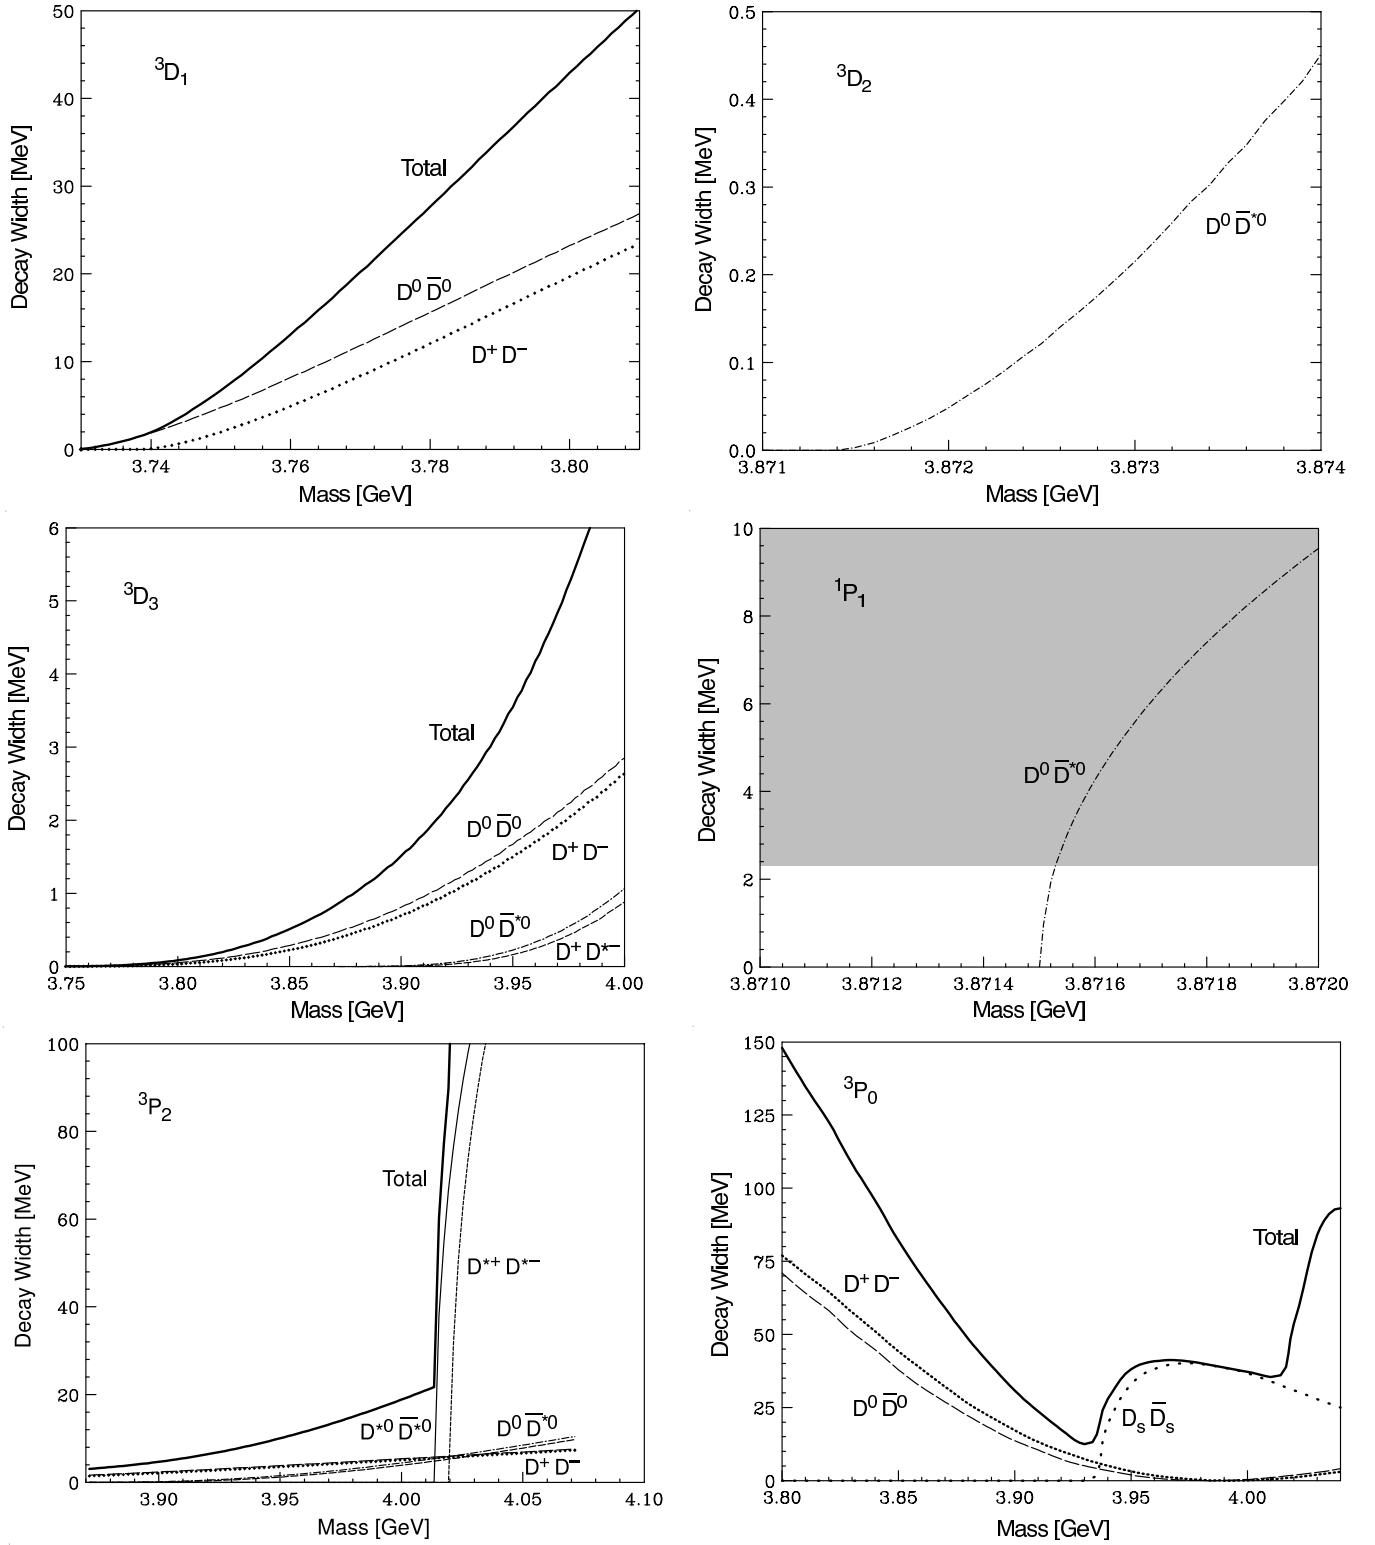 50
40
30
20
10
0
3.74
3.76
3.78
3.80
Decay Width [MeV]
Mass [GeV]
³D₁
Total
D⁰ D̅⁰
D⁺ D⁻
0.5
0.4
0.3
0.2
0.1
0.0
3.871
3.872
3.873
3.874
Decay Width [MeV]
Mass [GeV]
³D₂
D⁰ D̅*⁰
6
5
4
3
2
1
0
3.75
3.80
3.85
3.90
3.95
4.00
Decay Width [MeV]
Mass [GeV]
³D₃
Total
D⁰ D̅⁰
D⁺ D⁻
D⁰ D̅*⁰
D⁺ D*⁻
10
8
6
4
2
0
3.8710
3.8712
3.8714
3.8716
3.8718
3.8720
Decay Width [MeV]
Mass [GeV]
¹P₁
D⁰ D̅*⁰
100
80
60
40
20
0
3.90
3.95
4.00
4.05
4.10
Decay Width [MeV]
Mass [GeV]
³P₂
Total
D*⁺ D*⁻
D*⁰ D̅*⁰
D⁰ D̅*⁰
D⁺ D⁻
150
125
100
75
50
25
0
3.80
3.85
3.90
3.95
4.00
Decay Width [MeV]
Mass [GeV]
³P₀
Total
D⁺ D⁻
D⁰ D̅⁰
Dₛ D̅ₛ